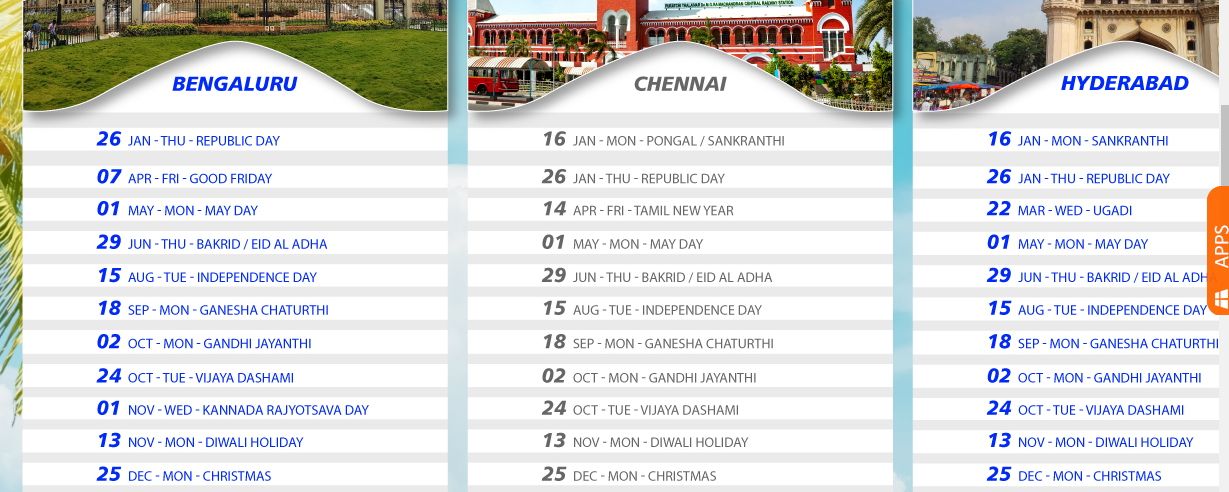 BENGALURU
26 JAN - THU - REPUBLIC DAY
07 APR - FRI - GOOD FRIDAY
01 MAY - MON - MAY DAY
29 JUN - THU - BAKRID / EID AL ADHA
15 AUG - TUE - INDEPENDENCE DAY
18 SEP - MON - GANESHA CHATURTHI
02 OCT - MON - GANDHI JAYANTHI
24 OCT - TUE - VIJAYA DASHAMI
01 NOV - WED - KANNADA RAJYOTSAVA DAY
13 NOV - MON - DIWALI HOLIDAY
25 DEC - MON - CHRISTMAS
CHENNAI
16 JAN - MON - PONGAL / SANKRANTHI
26 JAN - THU - REPUBLIC DAY
14 APR - FRI - TAMIL NEW YEAR
01 MAY - MON - MAY DAY
29 JUN - THU - BAKRID / EID AL ADHA
15 AUG - TUE - INDEPENDENCE DAY
18 SEP - MON - GANESHA CHATURTHI
02 OCT - MON - GANDHI JAYANTHI
24 OCT - TUE - VIJAYA DASHAMI
13 NOV - MON - DIWALI HOLIDAY
25 DEC - MON - CHRISTMAS
HYDERABAD
16 JAN - MON - SANKRANTHI
26 JAN - THU - REPUBLIC DAY
22 MAR - WED - UGADI
01 MAY - MON - MAY DAY
29 JUN - THU - BAKRID / EID AL ADH
15 AUG - TUE - INDEPENDENCE DAY
18 SEP - MON - GANESHA CHATURTHI
02 OCT - MON - GANDHI JAYANTHI
24 OCT - TUE - VIJAYA DASHAMI
13 NOV - MON - DIWALI HOLIDAY
25 DEC - MON - CHRISTMAS
APPS